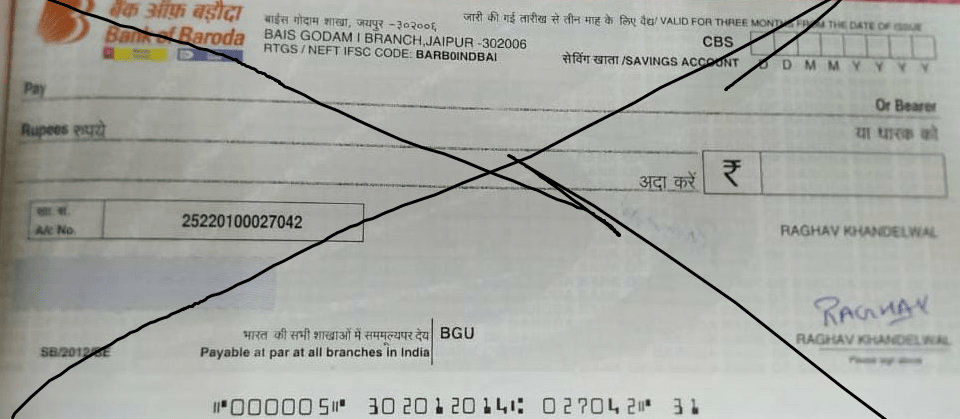 बैंक ऑफ़ बड़ौदा
Bank of Baroda
बाईस गोदाम शाखा, जयपुर -३०२००६
BAIS GODAM I BRANCH,JAIPUR -302006
RTGS / NEFT IFSC CODE: BARB0INDBAI
जारी की गई तारीख से तीन माह के लिए वैध/ VALID FOR THREE MONTHS FROM THE DATE OF ISSUE
CBS
सेविंग खाता /SAVINGS ACCOUNT
D D M M Y Y Y Y
Pay
Or Bearer
Rupees रुपये
या धारक को
अदा करें ₹
खा. सं.
A/c No. 25220100027042
RAGHAV KHANDELWAL
RAGHAV
भारत की सभी शाखाओं में सममूल्यपर देय
BGU
RAGHAV KHANDELWAL
SB/2012/SE
Payable at par at all branches in India
Please sign above
⑈000005⑈ 302012014⑆ 027042⑈ 31